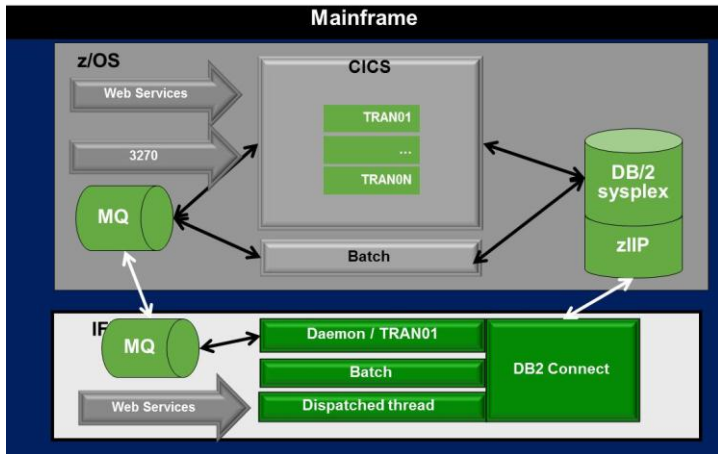 Mainframe
z/OS
CICS
Web Services
TRAN01
3270
...
TRAN0N
DB/2
sysplex
MQ
zIIP
Batch
MQ
Daemon / TRAN01
Batch
DB2 Connect
Web Services
Dispatched thread